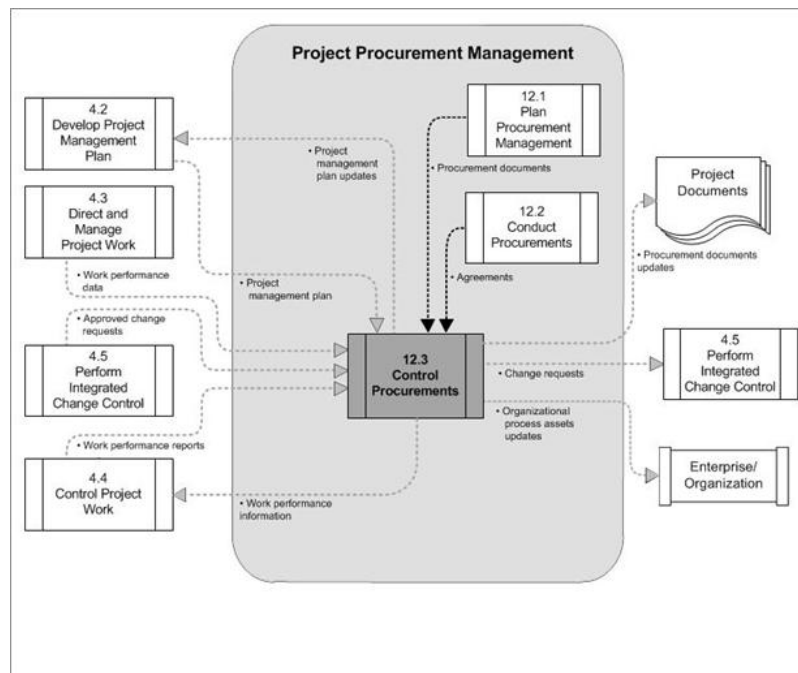 Project Procurement Management
4.2
Develop Project
Management
Plan
12.1
Plan
Procurement
Management
• Project
management
plan updates
• Procurement documents
Project
Documents
4.3
Direct and
Manage
Project Work
12.2
Conduct
Procurements
• Procurement documents
updates
• Work performance
data
• Project
management plan
• Agreements
• Approved change
requests
4.5
Perform
Integrated
Change Control
12.3
Control
Procurements
4.5
Perform
Integrated
Change Control
• Change requests
• Organizational
process assets
updates
• Work performance reports
4.4
Control Project
Work
Enterprise/
Organization
• Work performance
information